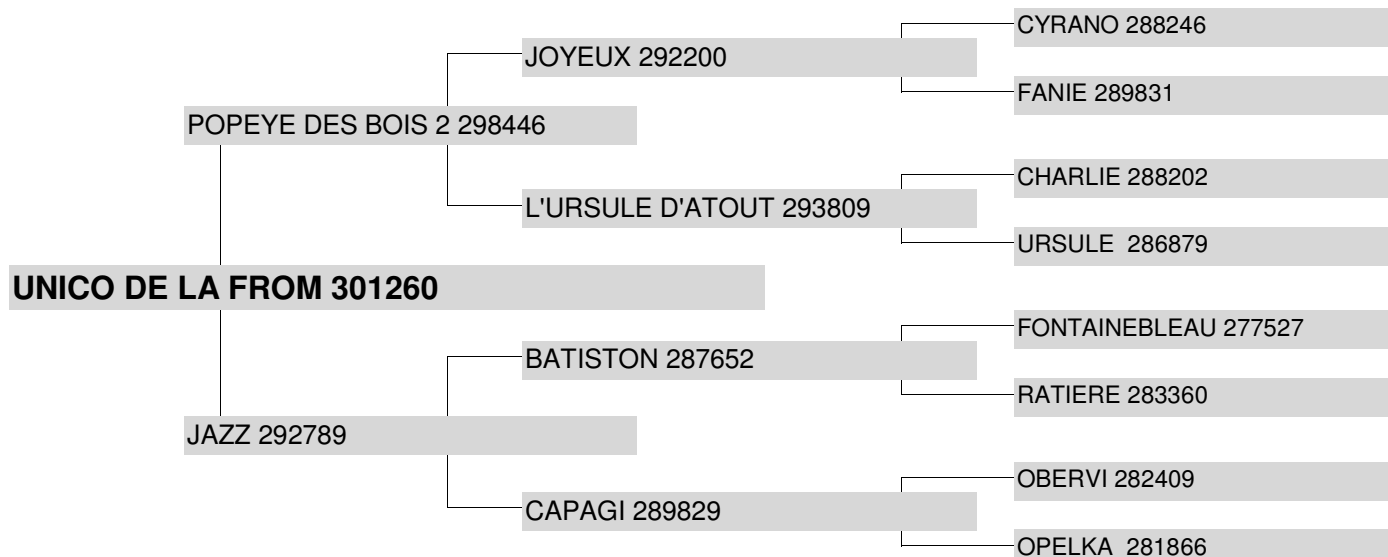 CYRANO 288246
JOYEUX 292200
FANIE 289831
POPEYE DES BOIS 2 298446
CHARLIE 288202
L'URSULE D'ATOUT 293809
URSULE 286879
UNICO DE LA FROM 301260
FONTAINEBLEAU 277527
BATISTON 287652
RATIERE 283360
JAZZ 292789
OBERVI 282409
CAPAGI 289829
OPELKA 281866